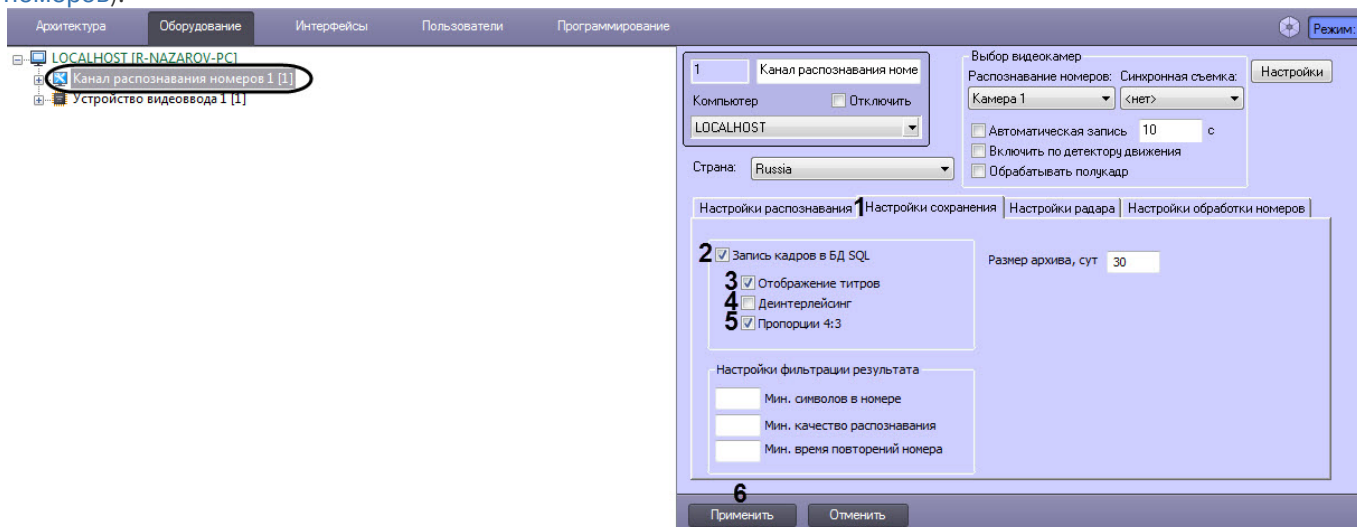 номеров).
Архитектура Оборудование Интерфейсы Пользователи Программирование Режим:
LOCALHOST [R-NAZAROV-PC]
Канал распознавания номеров 1 [1]
Устройство видеоввода 1 [1]
1 Канал распознавания номе
Компьютер Отключить
LOCALHOST
Страна: Russia
Выбор видеокамер
Распознавание номеров: Синхронная съемка:
Камера 1 <нет>
Автоматическая запись 10 с
Включить по детектору движения
Обрабатывать полукадр
Настройки
Настройки распознавания 1 Настройки сохранения Настройки радара Настройки обработки номеров
2 Запись кадров в БД SQL
3 Отображение титров
4 Деинтерлейсинг
5 Пропорции 4:3
Размер архива, сут 30
Настройки фильтрации результата
Мин. символов в номере
Мин. качество распознавания
Мин. время повторений номера
6
Применить Отменить